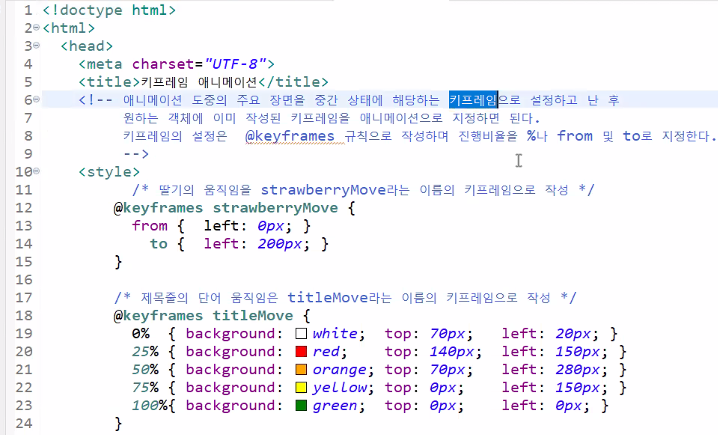 1 <!doctype html>
2 <html>
3 <head>
4 <meta charset="UTF-8">
5 <title>키프레임 애니메이션</title>
6 <!-- 애니메이션 도중의 주요 장면을 중간 상태에 해당하는 키프레임으로 설정하고 난 후
7 원하는 객체에 이미 작성된 키프레임을 애니메이션으로 지정하면 된다.
8 키프레임의 설정은 @keyframes 규칙으로 작성하며 진행비율을 %나 from 및 to로 지정한다.
9 -->
10 <style>
11 /* 딸기의 움직임을 strawberryMove라는 이름의 키프레임으로 작성 */
12 @keyframes strawberryMove {
13 from { left: 0px; }
14 to { left: 200px; }
15 }
16
17 /* 제목줄의 단어 움직임은 titleMove라는 이름의 키프레임으로 작성 */
18 @keyframes titleMove {
19 0% { background: white; top: 70px; left: 20px; }
20 25% { background: red; top: 140px; left: 150px; }
21 50% { background: orange; top: 70px; left: 280px; }
22 75% { background: yellow; top: 0px; left: 150px; }
23 100%{ background: green; top: 0px; left: 0px; }
24 }